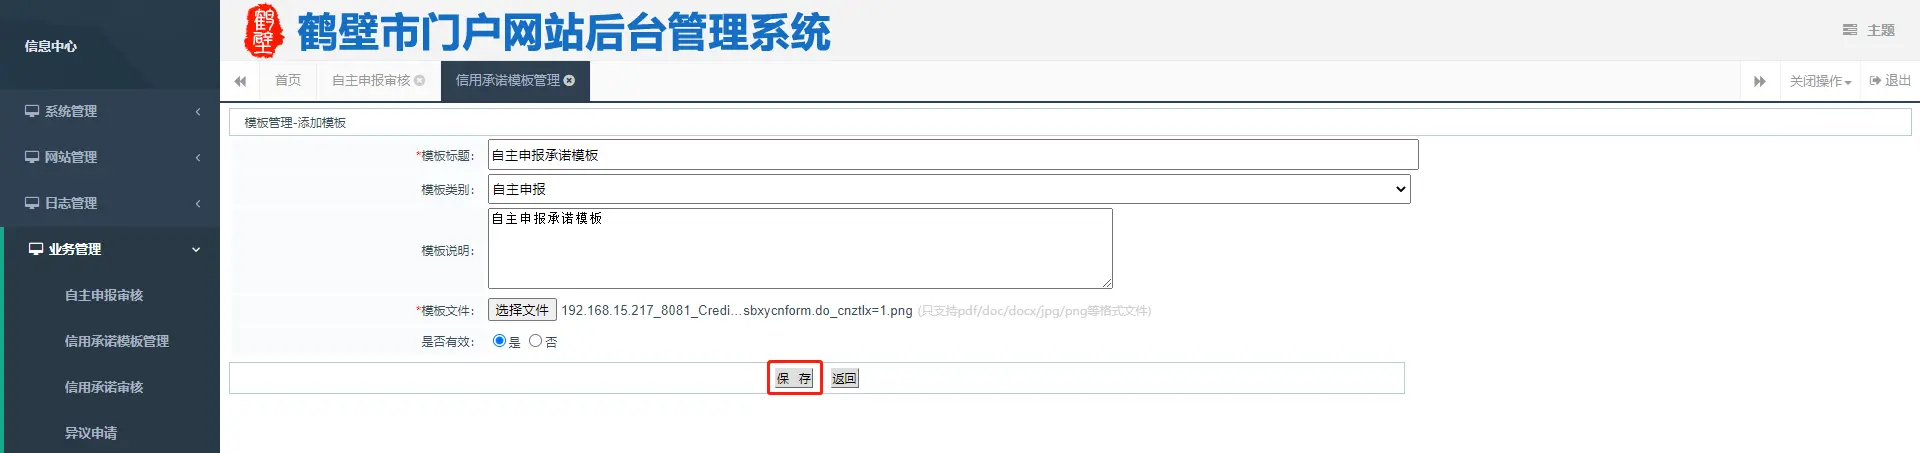 信息中心
鹤壁
鹤壁市门户网站后台管理系统
主题
首页
自主申报审核
信用承诺模板管理
关闭操作
退出
系统管理
网站管理
日志管理
业务管理
自主申报审核
信用承诺模板管理
信用承诺审核
异议申请
模板管理-添加模板
*模板标题: 自主申报承诺模板
模板类别: 自主申报
模板说明: 自主申报承诺模板
*模板文件: 选择文件 192.168.15.217_8081_Credi...sbxycnform.do_cnztlx=1.png (只支持pdf/doc/docx/jpg/png等格式文件)
是否有效: 是 否
保 存 返回